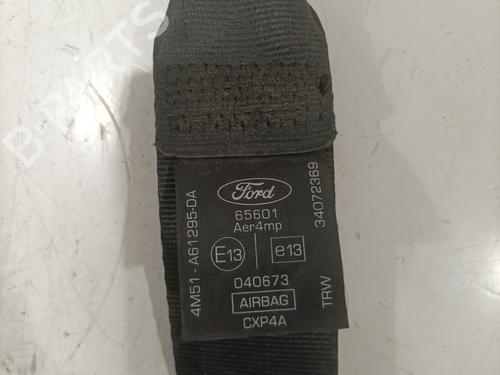 B-PARTS
Ford
65601
Aer4mp
E13
e13
040673
AIRBAG
CXP4A
4M51-A61295-DA
34072369
TRW